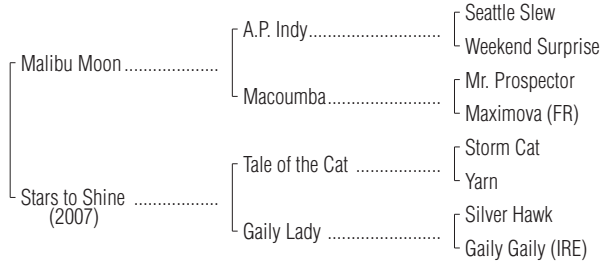 Seattle Slew
A.P. Indy
Weekend Surprise
Malibu Moon
Mr. Prospector
Macoumba
Maximova (FR)
Storm Cat
Tale of the Cat
Yarn
Stars to Shine
(2007)
Silver Hawk
Gaily Lady
Gaily Gaily (IRE)